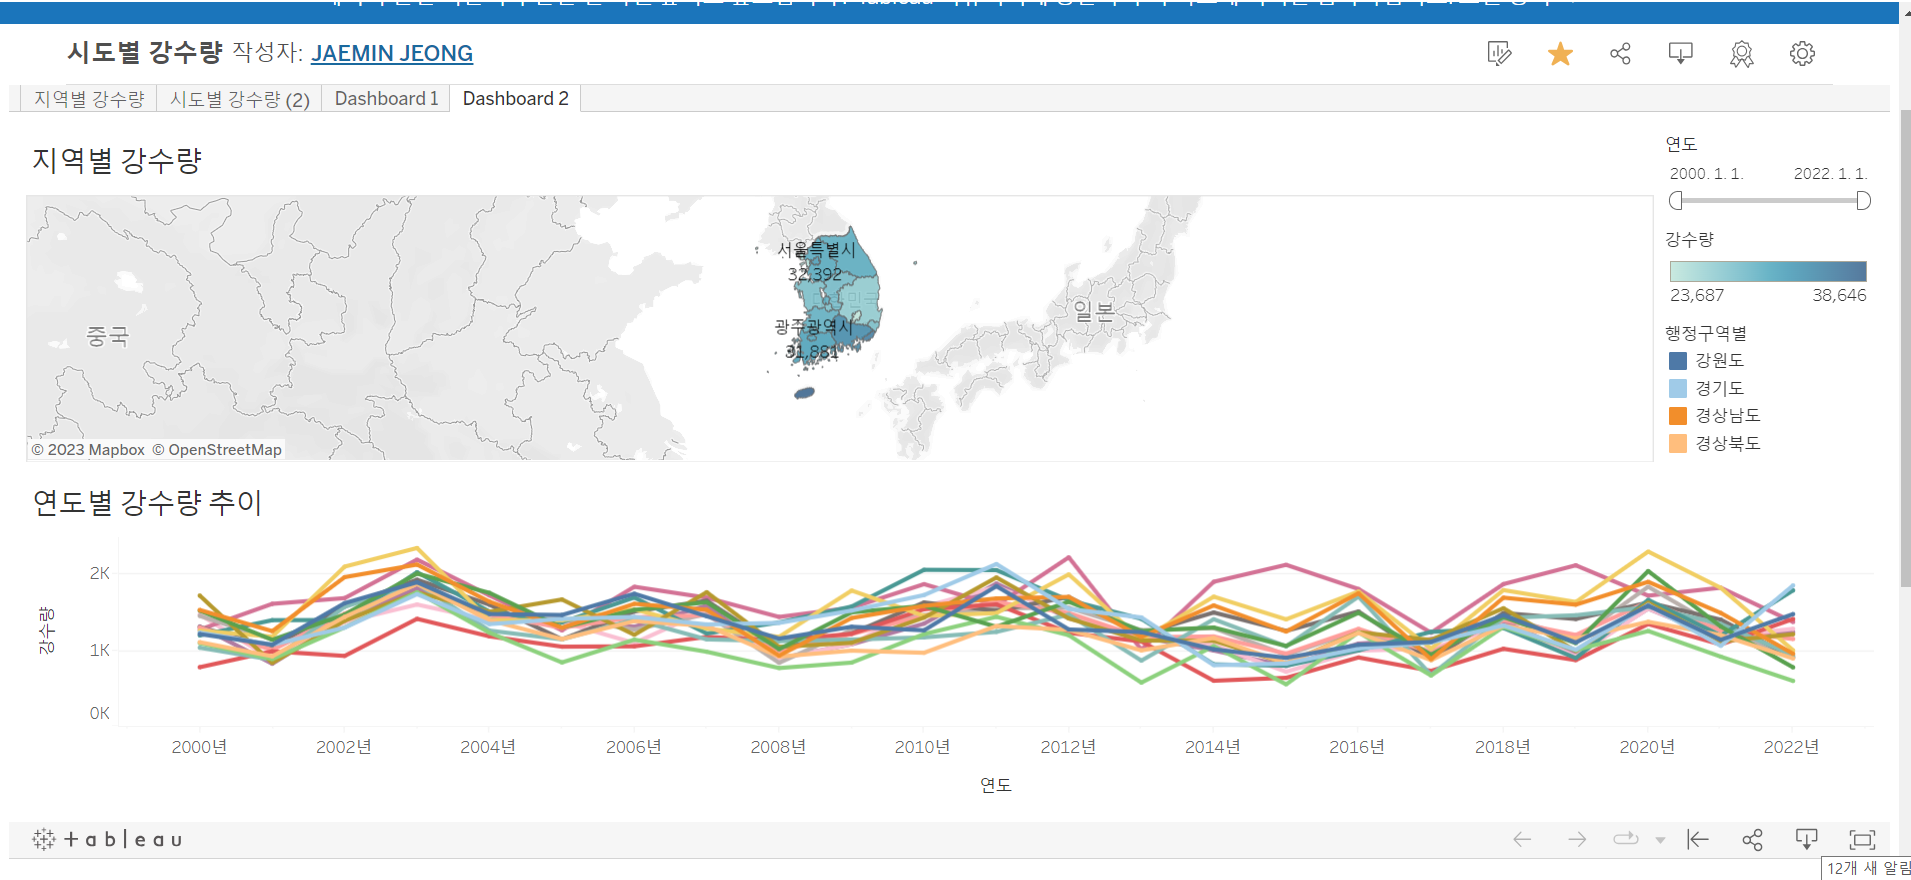 시도별 강수량 작성자: JAEMIN JEONG
지역별 강수량
시도별 강수량 (2)
Dashboard 1
Dashboard 2
지역별 강수량
중국
서울특별시
32,392
광주광역시
31,881
일본
© 2023 Mapbox © OpenStreetMap
연도
2000. 1. 1.
2022. 1. 1.
강수량
23,687
38,646
행정구역별
강원도
경기도
경상남도
경상북도
연도별 강수량 추이
강수량
2K
1K
0K
2000년
2002년
2004년
2006년
2008년
2010년
2012년
2014년
2016년
2018년
2020년
2022년
연도
+ableau
12개 새 알림